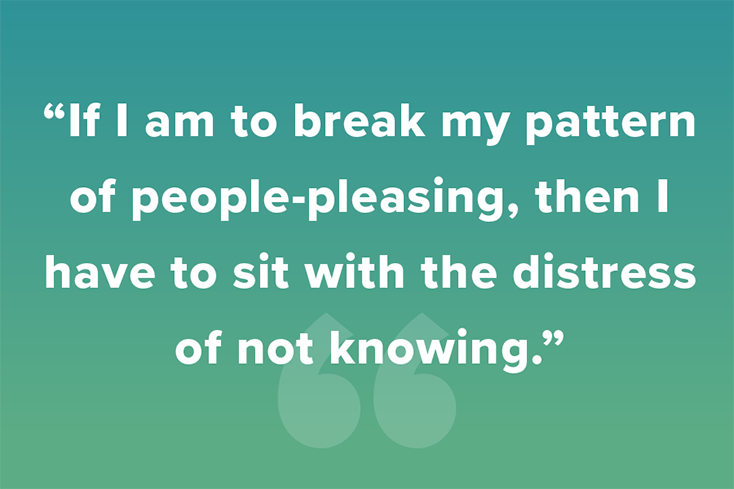 “If I am to break my pattern
of people-pleasing, then I
have to sit with the distress
of not knowing.”